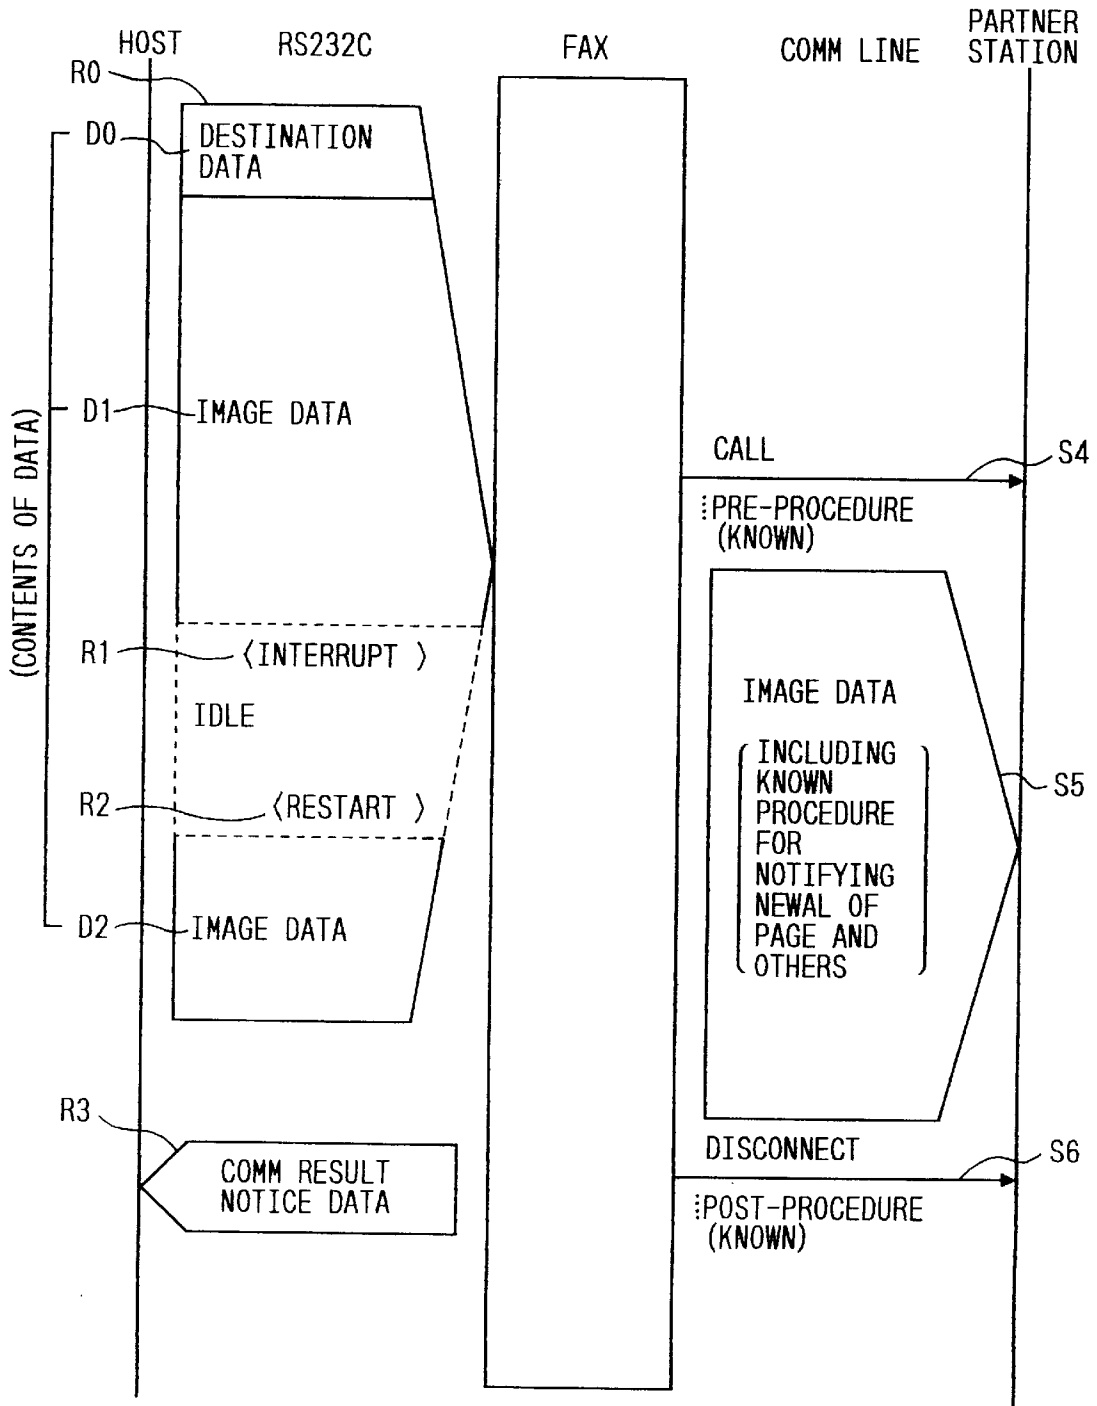 HOST
RS232C
FAX
COMM LINE
PARTNER
STATION
R0
D0
DESTINATION
DATA
(CONTENTS OF DATA)
D1
IMAGE DATA
CALL
S4
PRE-PROCEDURE
(KNOWN)
R1
〈INTERRUPT 〉
IDLE
R2
〈RESTART 〉
D2
IMAGE DATA
IMAGE DATA
INCLUDING
KNOWN
PROCEDURE
FOR
NOTIFYING
NEWAL OF
PAGE AND
OTHERS
S5
R3
COMM RESULT
NOTICE DATA
DISCONNECT
S6
POST-PROCEDURE
(KNOWN)